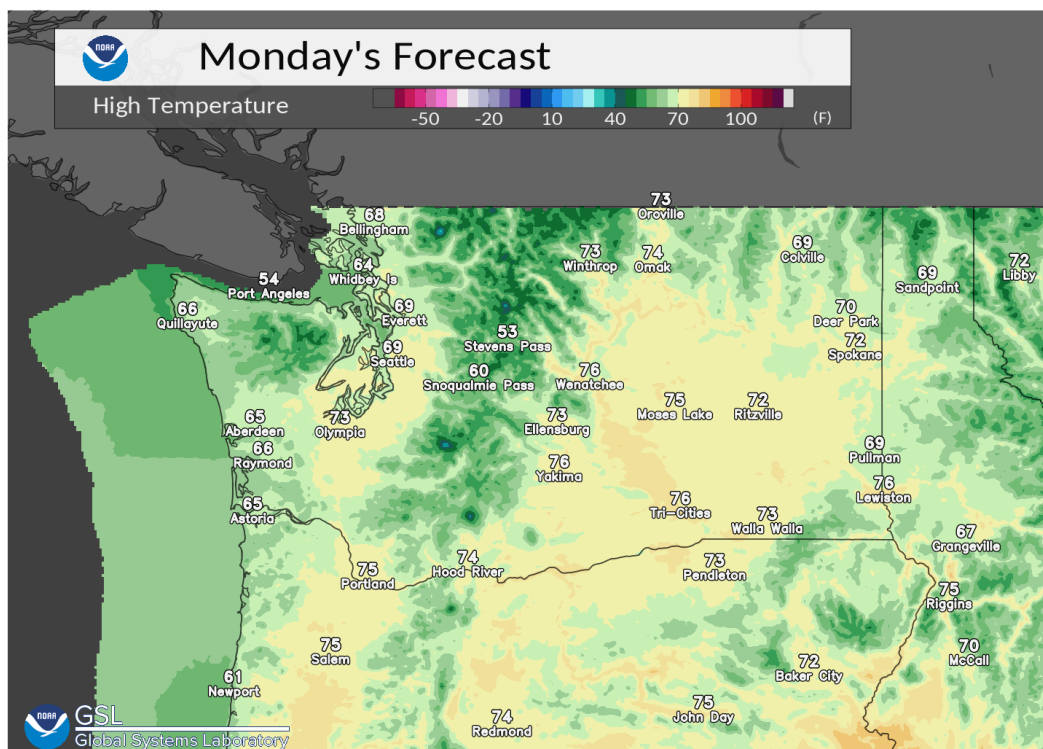 NOAA
Monday's Forecast
High Temperature
-50 -20 10 40 70 100 (F)
68
Bellingham
73
Oroville
64
Whidbey Is
73
Winthrop
74
Omak
69
Colville
69
Sandpoint
72
Libby
54
Port Angeles
66
Quillayute
69
Everett
70
Deer Park
53
Stevens Pass
69
Seattle
72
Spokane
60
Snoqualmie Pass
76
Wenatchee
75
Moses Lake
72
Ritzville
65
Aberdeen
73
Olympia
73
Ellensburg
66
Raymond
69
Pullman
76
Yakima
76
Lewiston
65
Astoria
76
Tri-Cities
73
Walla Walla
67
Grangeville
75
Portland
74
Hood River
73
Pendleton
75
Riggins
75
Salem
72
Baker City
70
McCall
61
Newport
74
Redmond
75
John Day
NOAA
GSL
Global Systems Laboratory